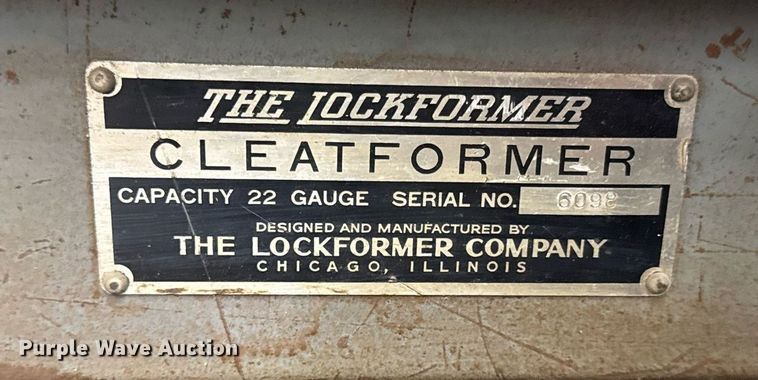 THE LOCKFORMER
CLEATFORMER
CAPACITY 22 GAUGE SERIAL NO. 6098
DESIGNED AND MANUFACTURED BY
THE LOCKFORMER COMPANY
CHICAGO, ILLINOIS
Purple Wave Auction